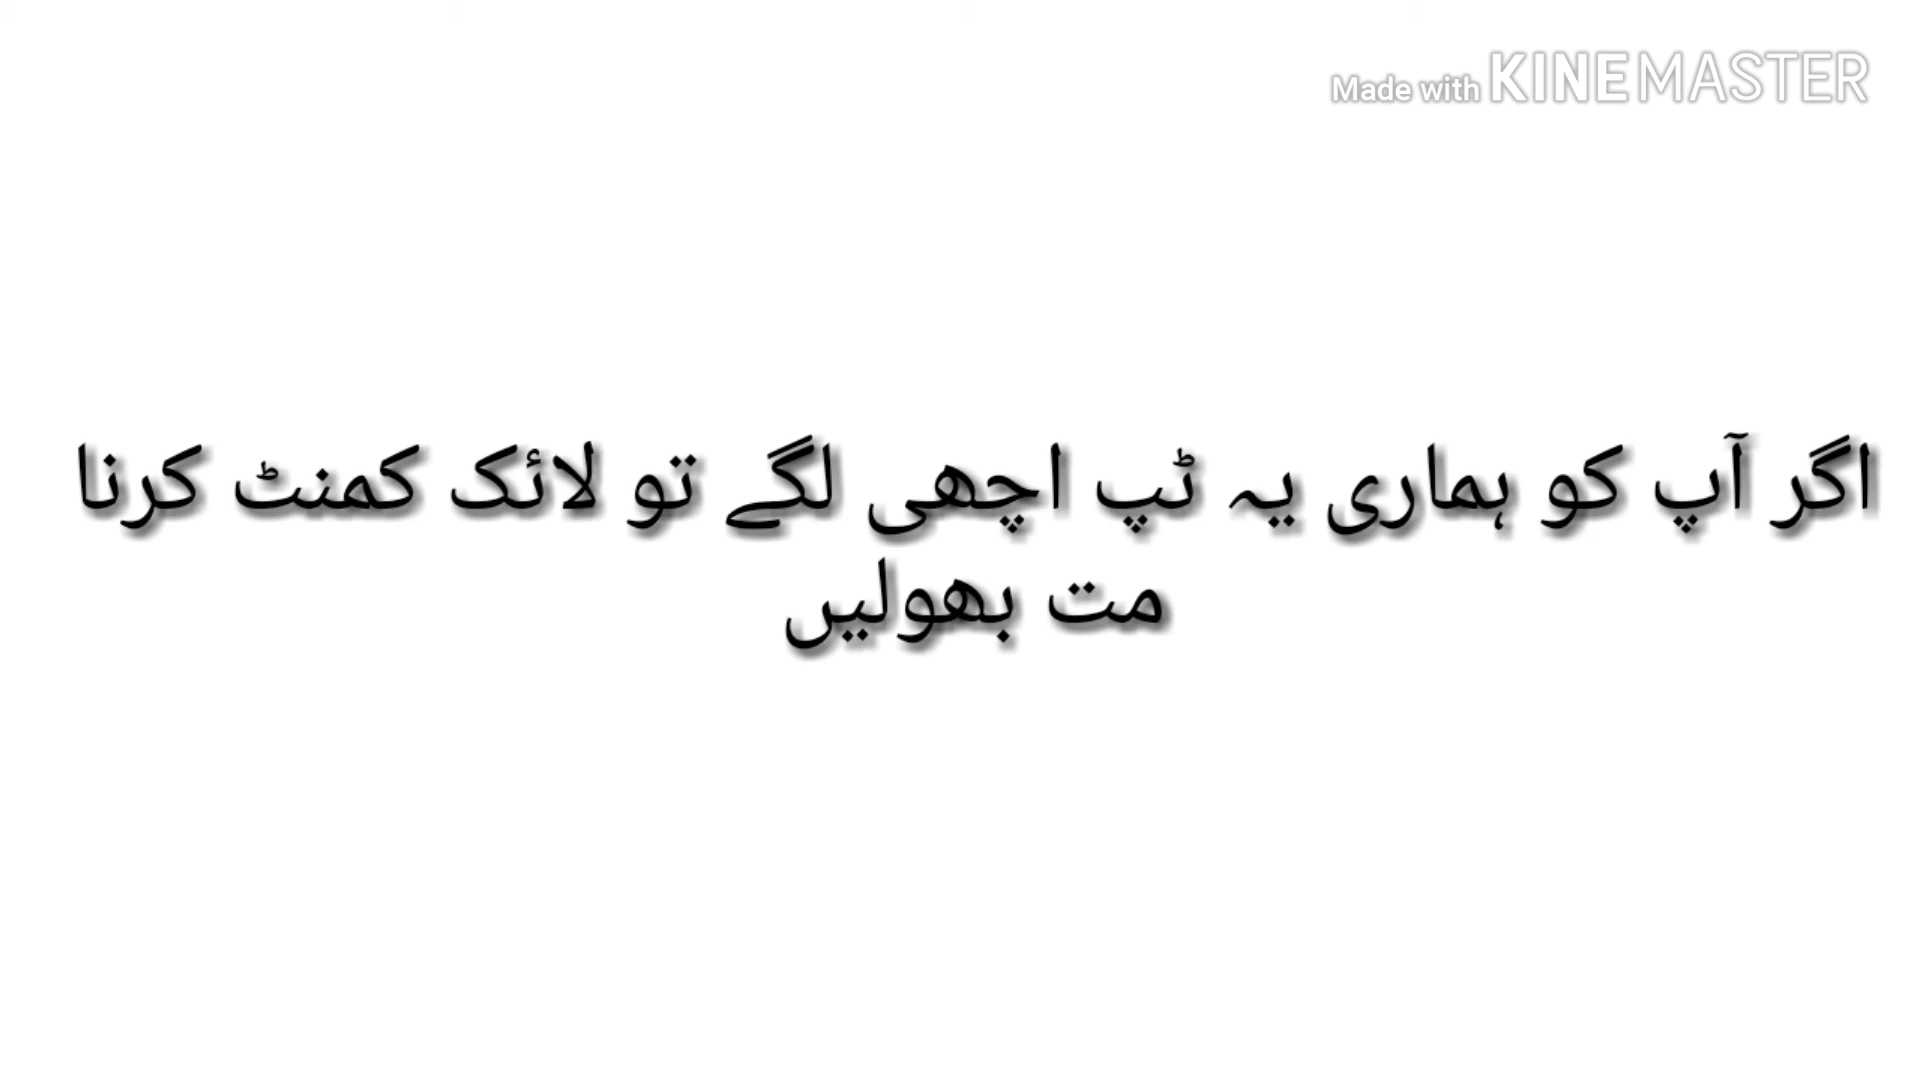 Made with KINEMASTER
اگر آپ کو ہماری یہ ٹپ اچھی لگے تو لائک کمنٹ کرنا
مت بھولیں